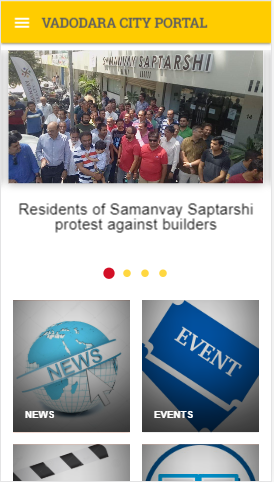 VADODARA CITY PORTAL
SAMANVAY SAPTARSHI
Residents of Samanvay Saptarshi
protest against builders
NEWS
EVENT
NEWS
EVENTS